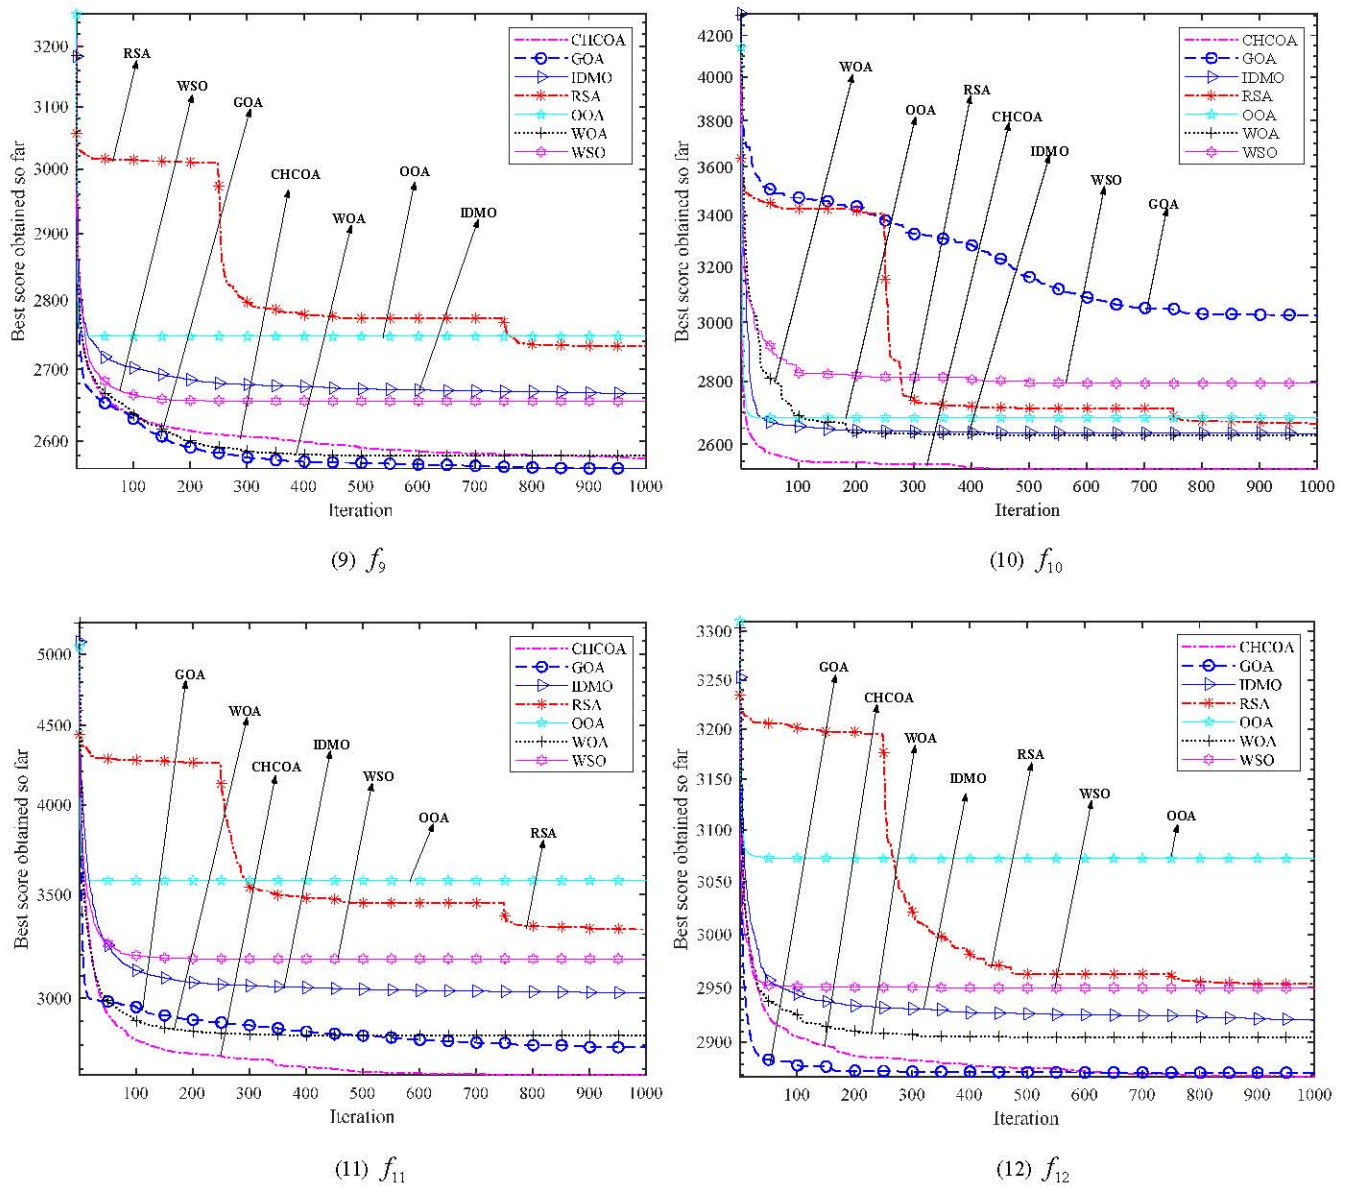 3200
3100
3000
2900
2800
2700
2600
Best score obtained so far
100 200 300 400 500 600 700 800 900 1000
Iteration
RSA
WSO
GOA
CHCOA
WOA
OOA
IDMO
CHCOA
GOA
IDMO
RSA
OOA
WOA
WSO
(9) f9
4200
4000
3800
3600
3400
3200
3000
2800
2600
Best score obtained so far
100 200 300 400 500 600 700 800 900 1000
Iteration
WOA
OOA
RSA
CHCOA
IDMO
WSO
GOA
CHCOA
GOA
IDMO
RSA
OOA
WOA
WSO
(10) f10
5000
4500
4000
3500
3000
Best score obtained so far
100 200 300 400 500 600 700 800 900 1000
Iteration
GOA
WOA
CHCOA
IDMO
WSO
OOA
RSA
CHCOA
GOA
IDMO
RSA
OOA
WOA
WSO
(11) f11
3300
3250
3200
3150
3100
3050
3000
2950
2900
Best score obtained so far
100 200 300 400 500 600 700 800 900 1000
Iteration
GOA
CHCOA
WOA
IDMO
RSA
WSO
OOA
CHCOA
GOA
IDMO
RSA
OOA
WOA
WSO
(12) f12